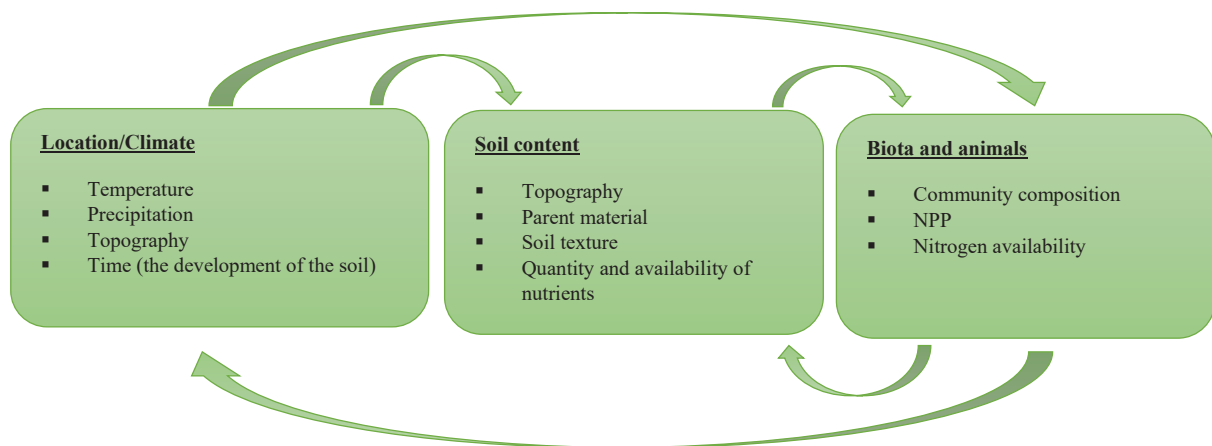 Location/Climate
▪ Temperature
▪ Precipitation
▪ Topography
▪ Time (the development of the soil)
Soil content
▪ Topography
▪ Parent material
▪ Soil texture
▪ Quantity and availability of
nutrients
Biota and animals
▪ Community composition
▪ NPP
▪ Nitrogen availability